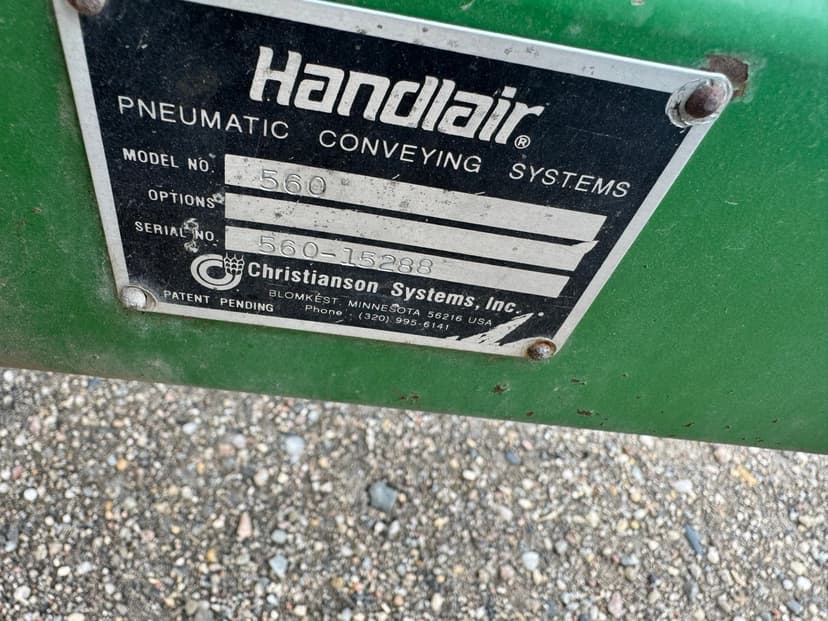 Handlair®
PNEUMATIC CONVEYING SYSTEMS
MODEL NO. 560
OPTIONS
SERIAL NO. 560-15288
Christianson Systems, Inc.
BLOMKEST, MINNESOTA 56216 USA
PATENT PENDING Phone (320) 995-6141